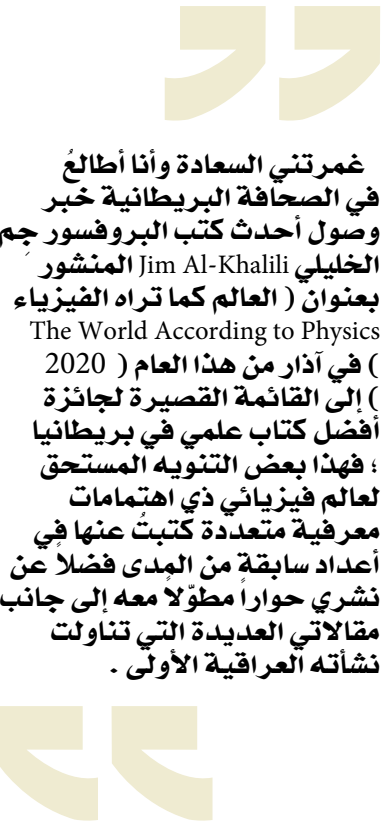 غمرتني السعادة وأنا أطالعُ
في الصحافة البريطانية خبر
وصول أحدث كتب البروفسور جم
الخليلي Jim Al-Khalili المنشور َ
بعنوان ( العالم كما تراه الفيزياء
The World According to Physics
) في آذار من هذا العام ( 2020
) إلى القائمة القصيرة لجائزة
أفضل كتاب علمي في بريطانيا
؛ فهذا بعض التنويه المستحق
لعالم فيزيائي ذي اهتمامات
معرفية متعددة كتبتُ عنها في
أعداد سابقةٍ من المدى فضلاً عن
نشري حواراً مطوّلاً معه إلى جانب
مقالاتي العديدة التي تناولت
نشأته العراقية الأولى .